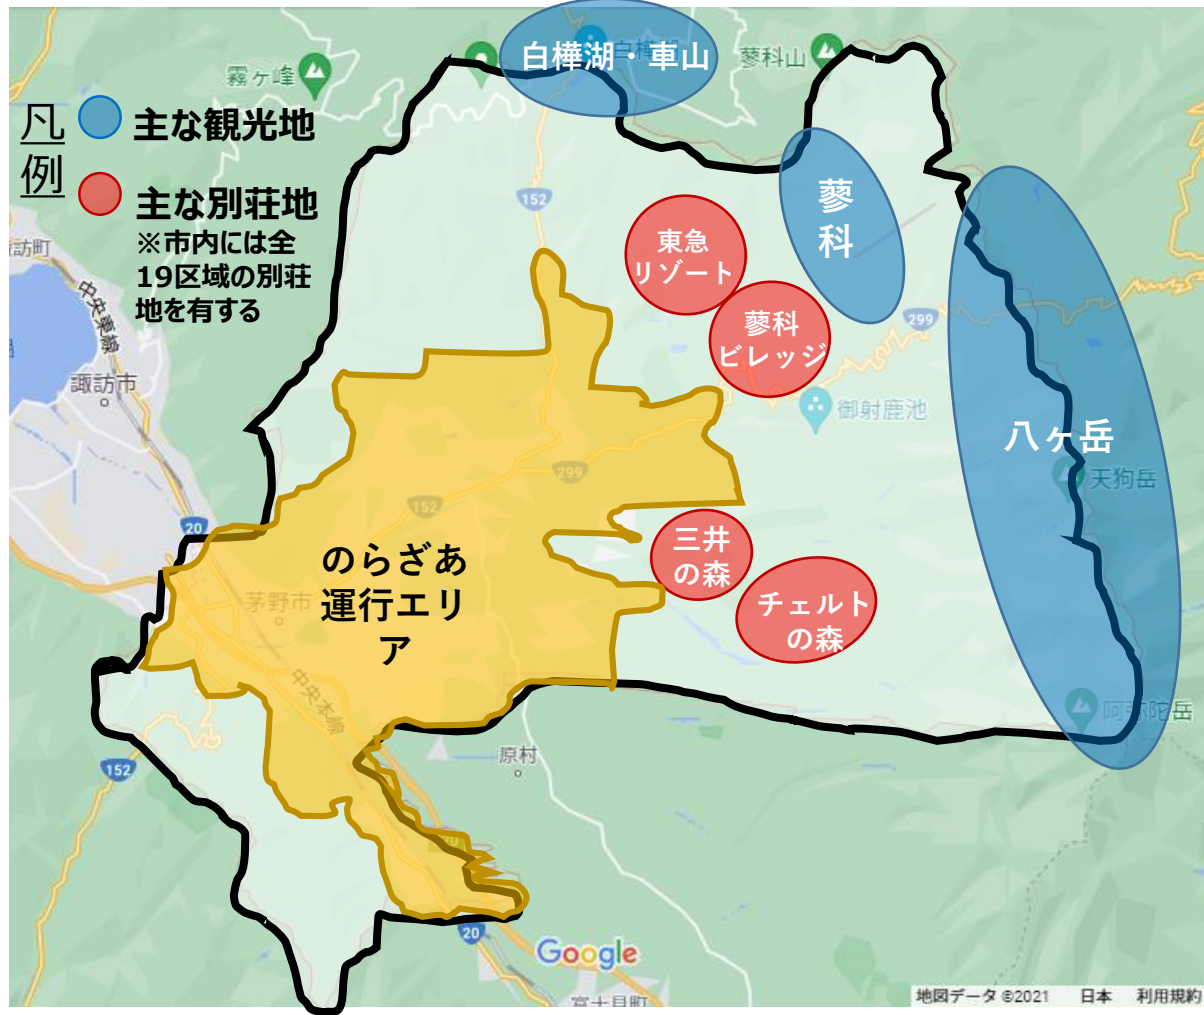 白樺湖・車山
蓼科山
霧ヶ峰
凡
例
主な観光地
主な別荘地
※市内には全
19区域の別荘
地を有する
152
蓼
科
東急
リゾート
蓼科
ビレッジ
299
中央東線
諏訪市
御射鹿池
八ヶ岳
天狗岳
299
152
20
のらざあ
運行エリ
ア
茅野市
三井
の森
チェルト
の森
中央本線
阿弥陀岳
原村
152
20
20
Google
富士見町
地図データ ©2021 日本 利用規約